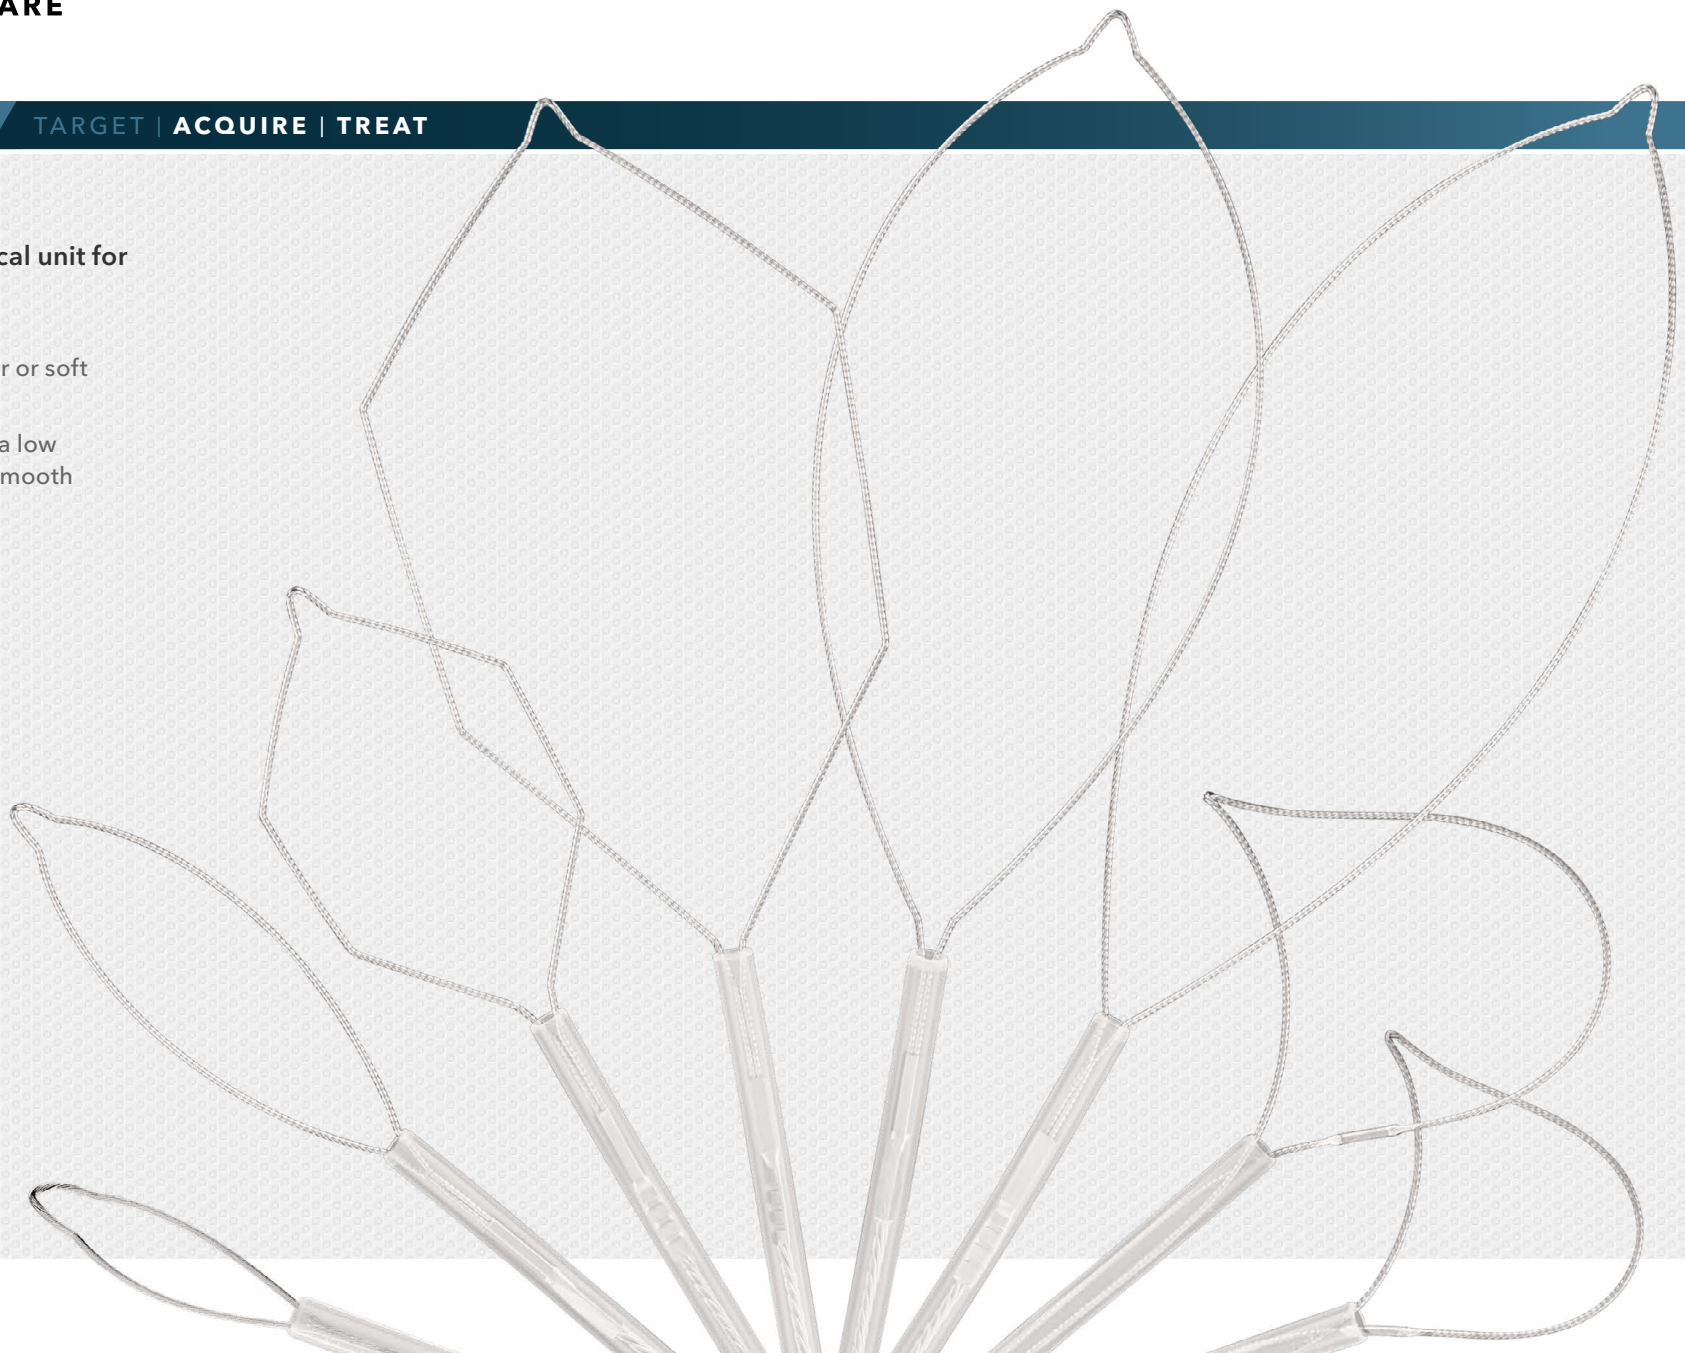 ARE
TARGET | ACQUIRE | TREAT
cal unit for
r or soft
a low
mooth